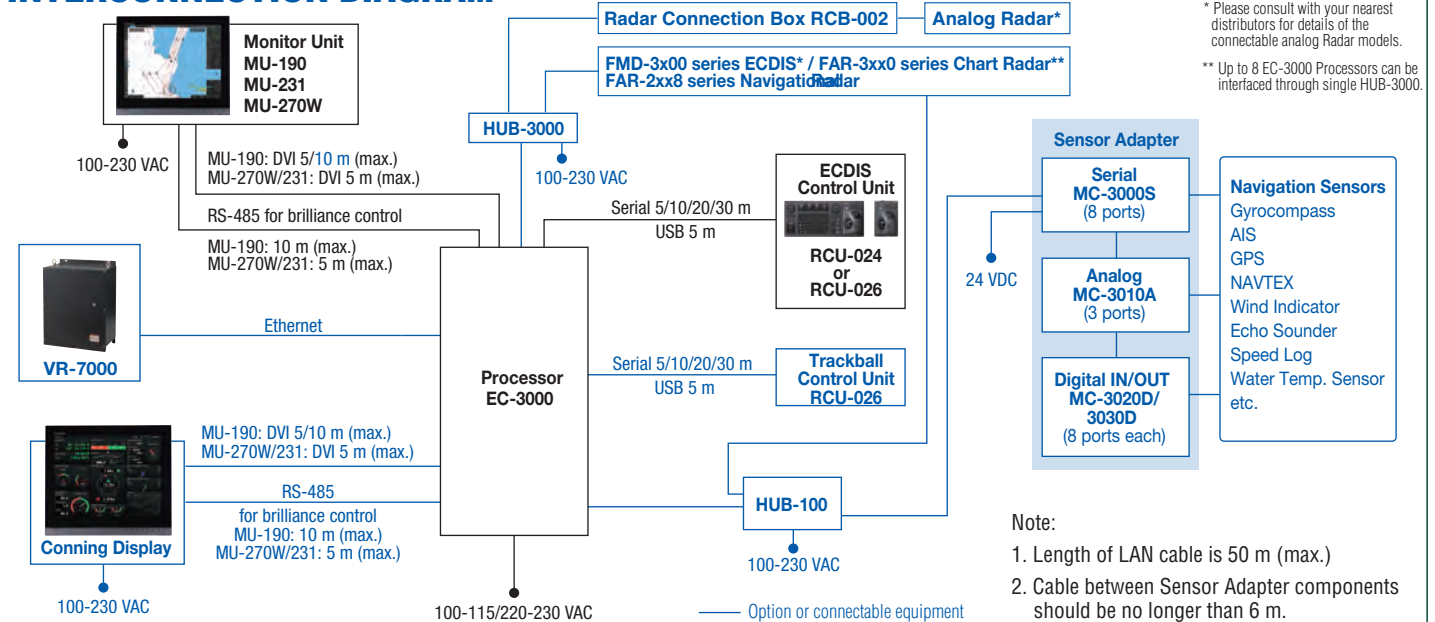 INTERCONNECTION DIAGRAM
Monitor Unit
MU-190
MU-231
MU-270W
100-230 VAC
MU-190: DVI 5/10 m (max.)
MU-270W/231: DVI 5 m (max.)
RS-485 for brilliance control
MU-190: 10 m (max.)
MU-270W/231: 5 m (max.)
VR-7000
Ethernet
MU-190: DVI 5/10 m (max.)
MU-270W/231: DVI 5 m (max.)
RS-485
for brilliance control
MU-190: 10 m (max.)
MU-270W/231: 5 m (max.)
Conning Display
100-230 VAC
Processor
EC-3000
100-115/220-230 VAC
Radar Connection Box RCB-002
Analog Radar*
FMD-3x00 series ECDIS* / FAR-3xx0 series Chart Radar**
FAR-2xx8 series Navigational Radar
HUB-3000
100-230 VAC
Serial 5/10/20/30 m
USB 5 m
ECDIS
Control Unit
RCU-024
or
RCU-026
Serial 5/10/20/30 m
USB 5 m
Trackball
Control Unit
RCU-026
HUB-100
100-230 VAC
Option or connectable equipment
* Please consult with your nearest
distributors for details of the
connectable analog Radar models.
** Up to 8 EC-3000 Processors can be
interfaced through single HUB-3000.
Sensor Adapter
Serial
MC-3000S
(8 ports)
24 VDC
Analog
MC-3010A
(3 ports)
Digital IN/OUT
MC-3020D/
3030D
(8 ports each)
Navigation Sensors
Gyrocompass
AIS
GPS
NAVTEX
Wind Indicator
Echo Sounder
Speed Log
Water Temp. Sensor
etc.
Note:
1. Length of LAN cable is 50 m (max.)
2. Cable between Sensor Adapter components
should be no longer than 6 m.